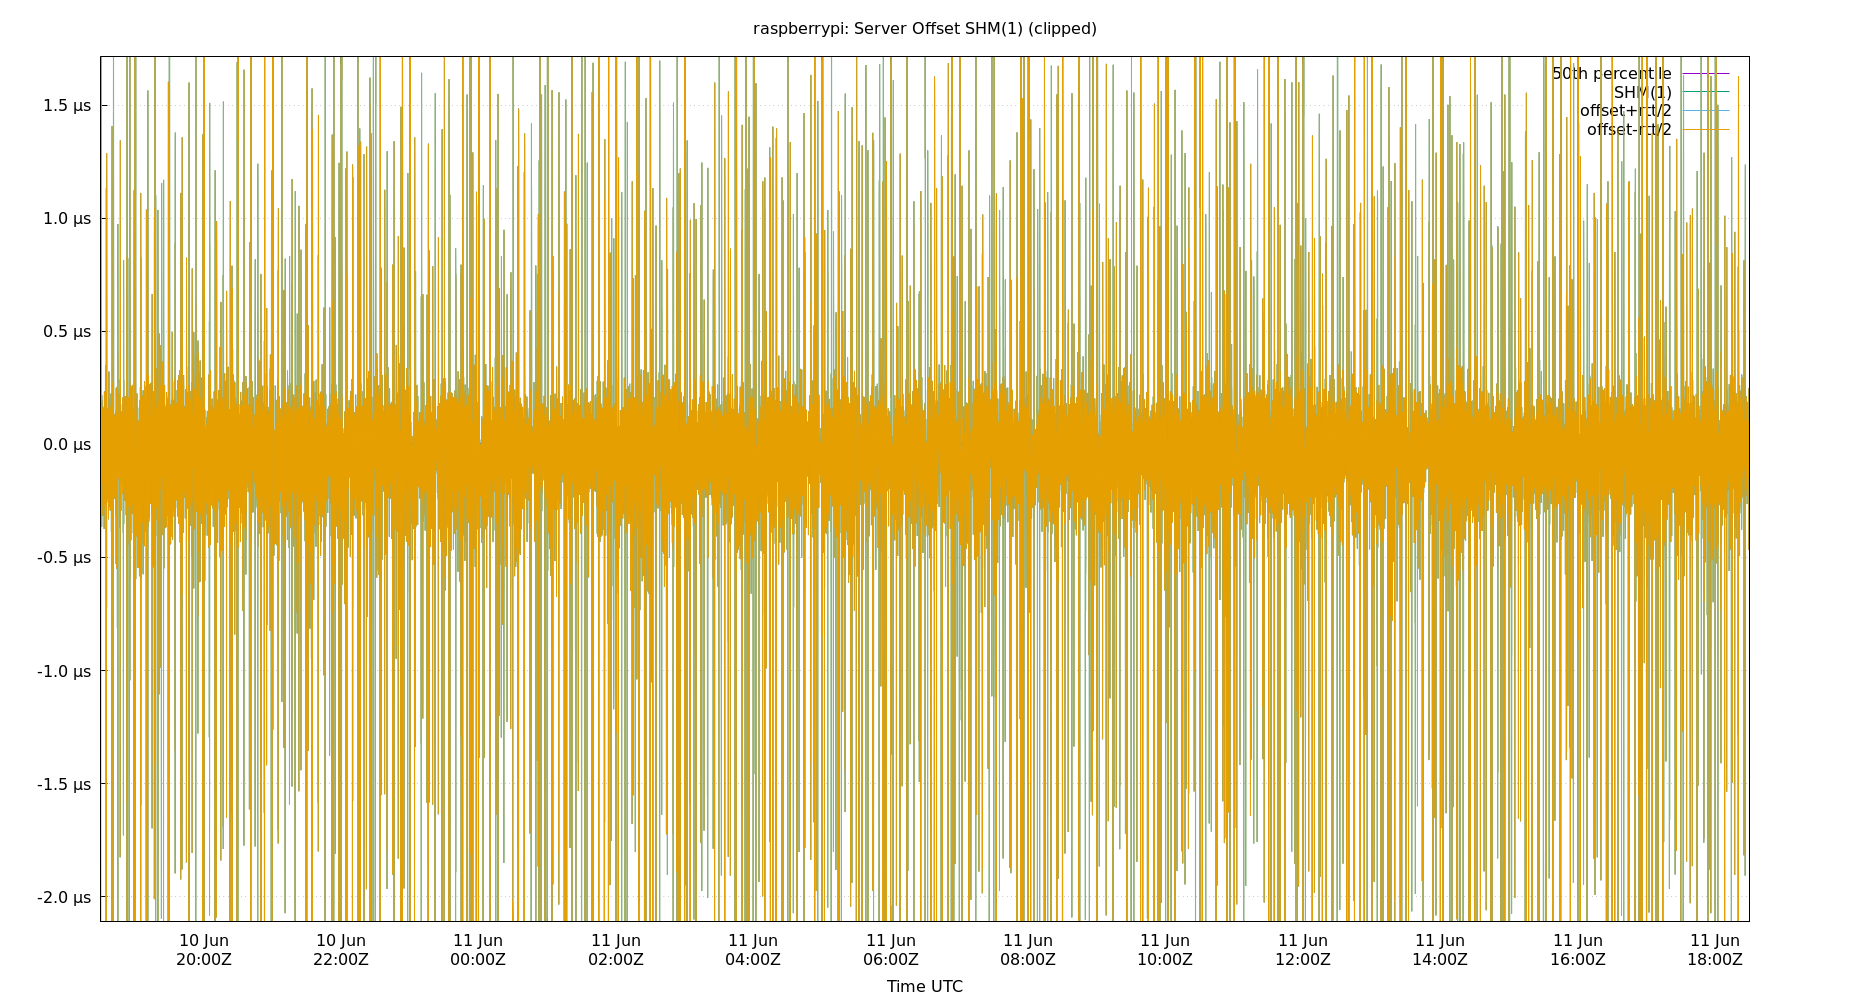 raspberrypi: Server Offset SHM(1) (clipped)
50th percentile
SHM(1)
offset+rtt/2
offset-rtt/2
1.5 µs
1.0 µs
0.5 µs
0.0 µs
-0.5 µs
-1.0 µs
-1.5 µs
-2.0 µs
10 Jun 10 Jun 11 Jun 11 Jun 11 Jun 11 Jun 11 Jun 11 Jun 11 Jun 11 Jun 11 Jun 11 Jun
20:00Z 22:00Z 00:00Z 02:00Z 04:00Z 06:00Z 08:00Z 10:00Z 12:00Z 14:00Z 16:00Z 18:00Z
Time UTC